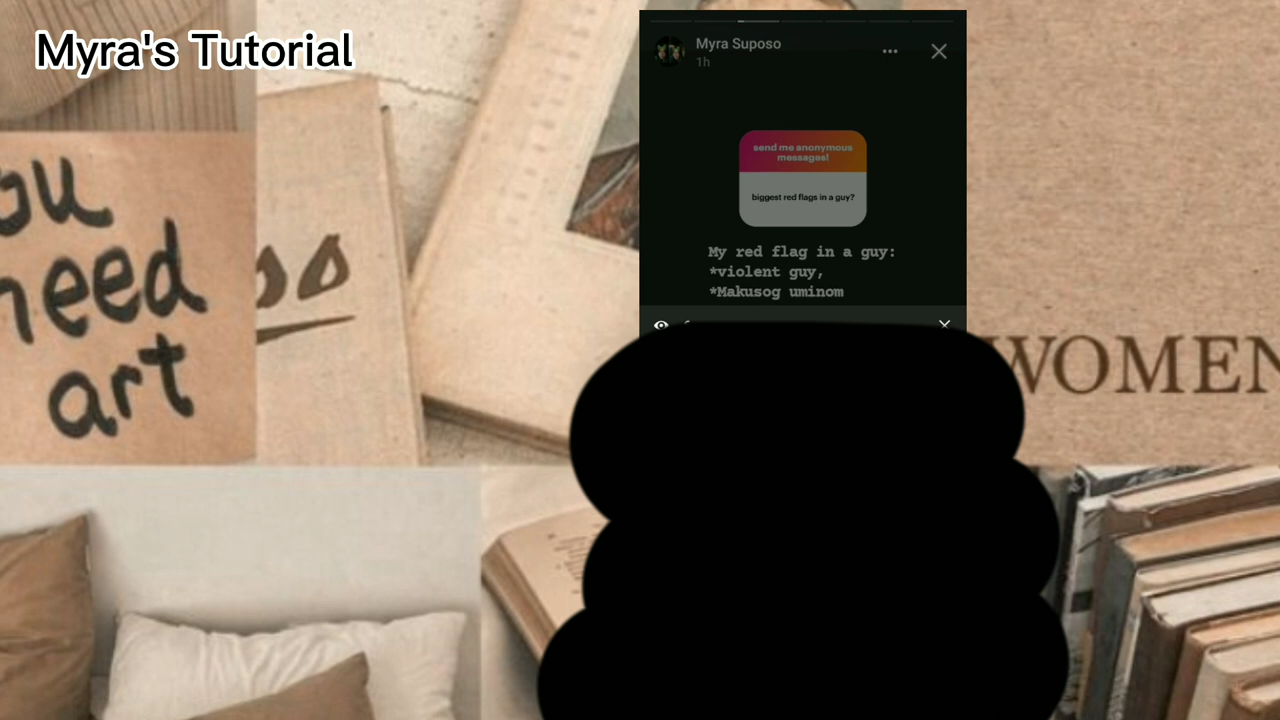 Myra's Tutorial
Myra Suposo
1h
send me anonymous
messages!
biggest red flags in a guy?
My red flag in a guy:
*violent guy,
*Makusog uminom
ou
need
art
so
WOMEN